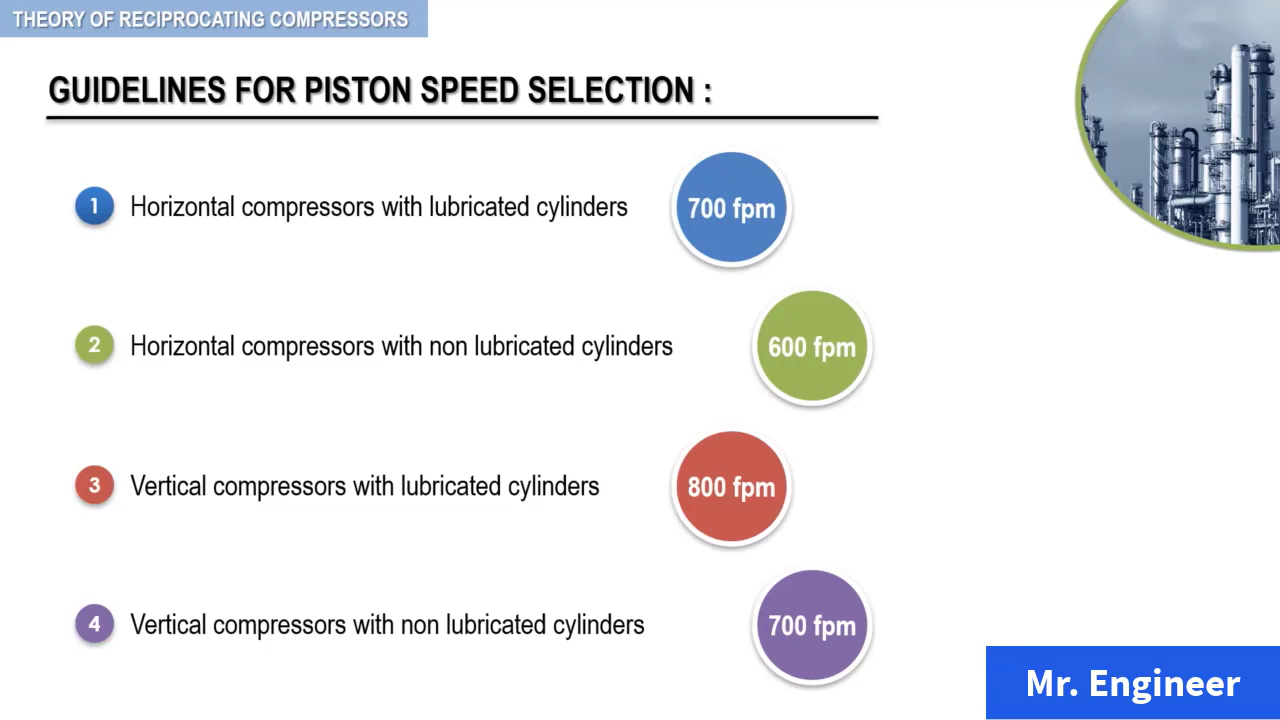 THEORY OF RECIPROCATING COMPRESSORS
GUIDELINES FOR PISTON SPEED SELECTION :
1 Horizontal compressors with lubricated cylinders 700 fpm
2 Horizontal compressors with non lubricated cylinders 600 fpm
3 Vertical compressors with lubricated cylinders 800 fpm
4 Vertical compressors with non lubricated cylinders 700 fpm
Mr. Engineer